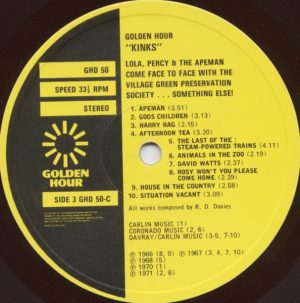 GOLDEN HOUR
"KINKS"
GHD 50
SPEED 33⅓ RPM
STEREO
LOLA, PERCY & THE APEMAN
COME FACE TO FACE WITH THE
VILLAGE GREEN PRESERVATION
SOCIETY . . . SOMETHING ELSE!
1. APEMAN (3.51)
2. GODS CHILDREN (3.13)
3. HARRY RAG (2.15)
4. AFTERNOON TEA (3.20)
5. THE LAST OF THE
STEAM-POWERED TRAINS (4.11)
6. ANIMALS IN THE ZOO (2.19)
7. DAVID WATTS (2.31)
8. ROSY WON'T YOU PLEASE
COME HOME (2.29)
9. HOUSE IN THE COUNTRY (2.58)
10. SITUATION VACANT (3.09)
All works composed by R. D. Davies
GOLDEN
HOUR
SIDE 3 GHD 50-C
CARLIN MUSIC (1)
CORONADO MUSIC (2, 6)
DAVRAY/CARLIN MUSIC (3-5, 7-10)
℗ 1966 (8, 9) ℗ 1967 (3, 4, 7, 10)
℗ 1968 (5)
℗ 1970 (1)
℗ 1971 (2, 6)